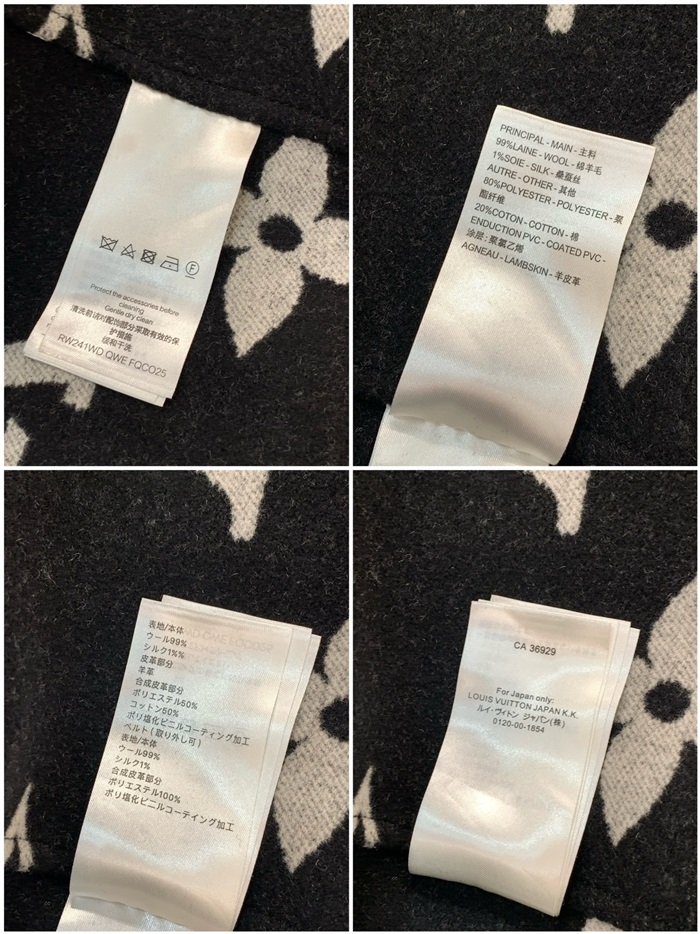 Protect the accessories before
cleaning
Gentle dry clean
清洗前请对配饰部分采取有效的保
护措施
缓和干洗
RW241WD QWE FQCO25
PRINCIPAL - MAIN - 主料
99%LAINE - WOOL - 绵羊毛
1%SOIE - SILK - 桑蚕丝
AUTRE - OTHER - 其他
80%POLYESTER - POLYESTER - 聚
酯纤维
20%COTON - COTTON - 棉
ENDUCTION PVC - COATED PVC -
涂层 : 聚氯乙烯
AGNEAU - LAMBSKIN - 羊皮革
表地/本体
ウール99%
シルク1%%
皮革部分
羊革
合成皮革部分
ポリエステル50%
コットン50%
ポリ塩化ビニルコーティング加工
ベルト ( 取り外し可 )
表地/本体
ウール99%
シルク1%
合成皮革部分
ポリエステル100%
ポリ塩化ビニルコーテイング加工
CA 36929
For Japan only:
LOUIS VUITTON JAPAN K.K.
ルイ・ヴィトン ジャパン(株)
0120-00-1854